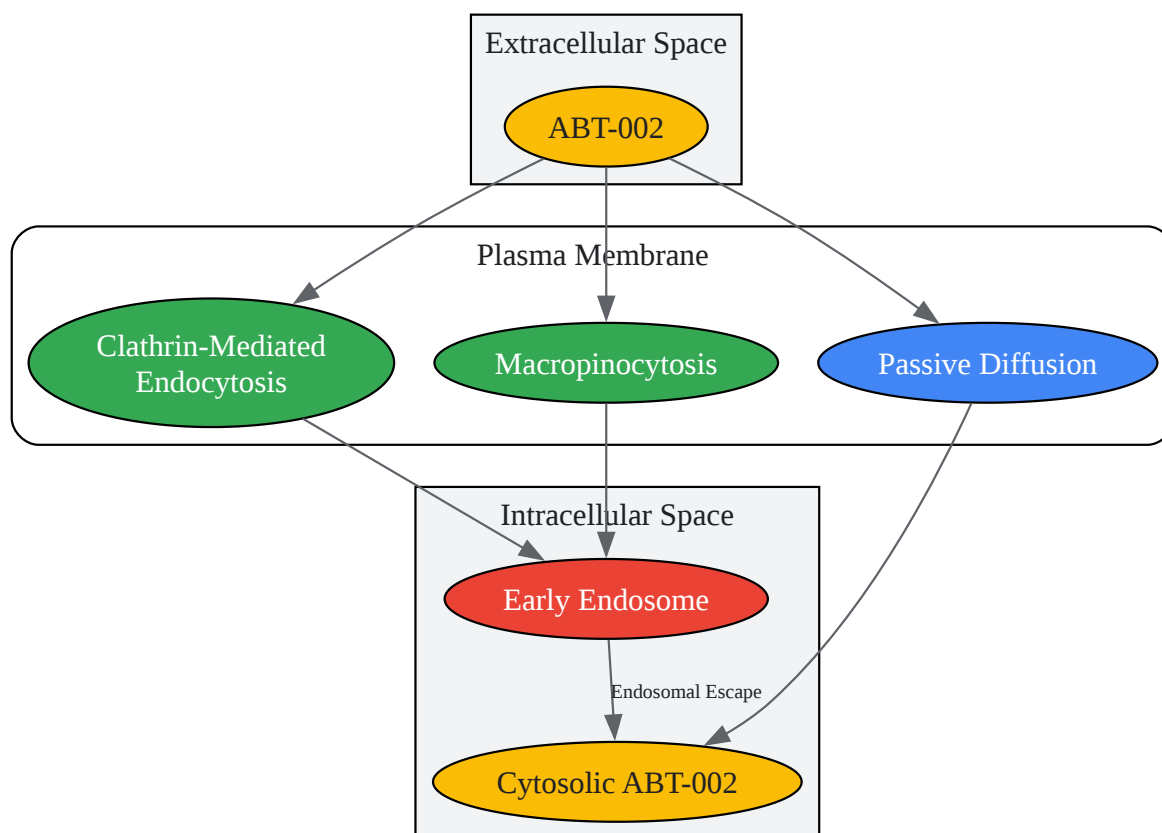 Extracellular Space
ABT-002
Plasma Membrane
Clathrin-Mediated
Endocytosis
Macropinocytosis
Passive Diffusion
Intracellular Space
Early Endosome
Endosomal Escape
Cytosolic ABT-002